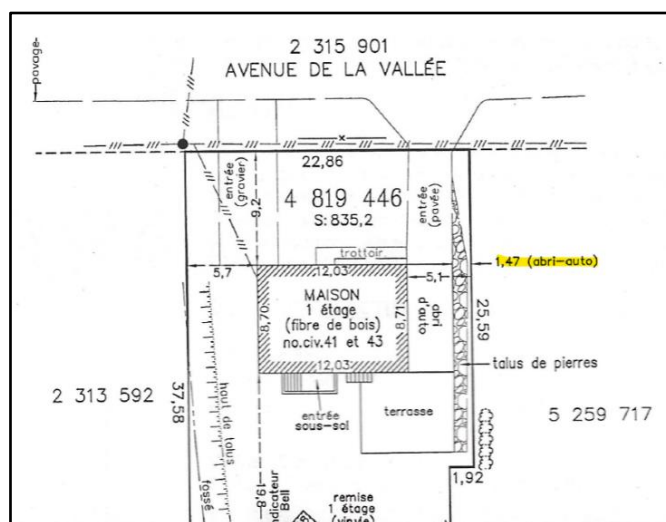 2 315 901
AVENUE DE LA VALLÉE
pavage
22,86
entrée
(gravier)
9,2
4 819 446
S: 835,2
entrée
(pavée)
trottoir
5,7
12,03
5,1
1,47 (abri-auto)
MAISON
1 étage
(fibre de bois)
no.civ.41 et 43
8,70
8,71
abri
d'auto
25,59
12,03
talus de pierres
2 313 592
37,58
haut de talus
entrée
sous-sol
terrasse
5 259 717
fossé
19,8
Bell
1,92
remise
1 étage